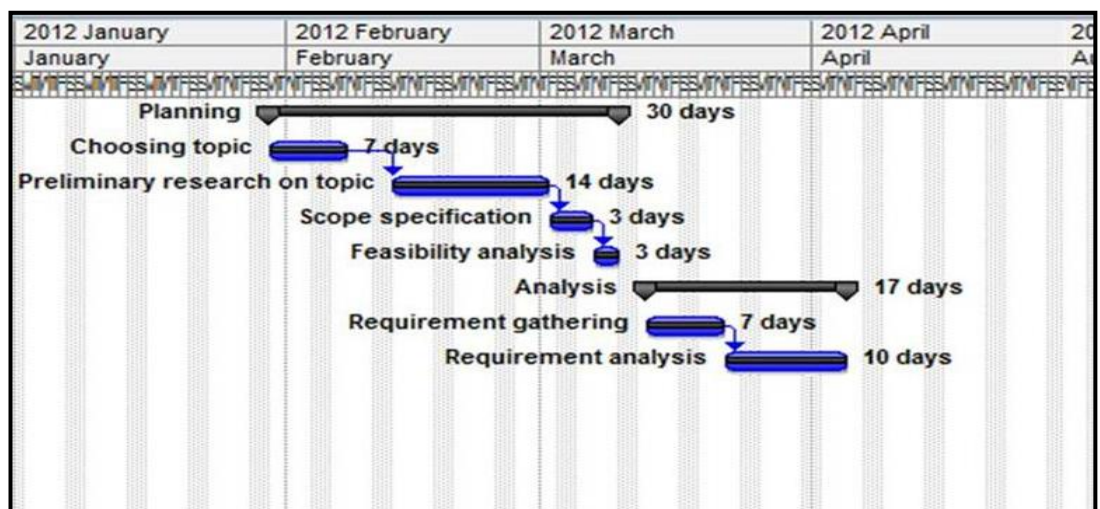 2012 January 2012 February 2012 March 2012 April 20
January February March April
Planning 30 days
Choosing topic 7 days
Preliminary research on topic 14 days
Scope specification 3 days
Feasibility analysis 3 days
Analysis 17 days
Requirement gathering 7 days
Requirement analysis 10 days